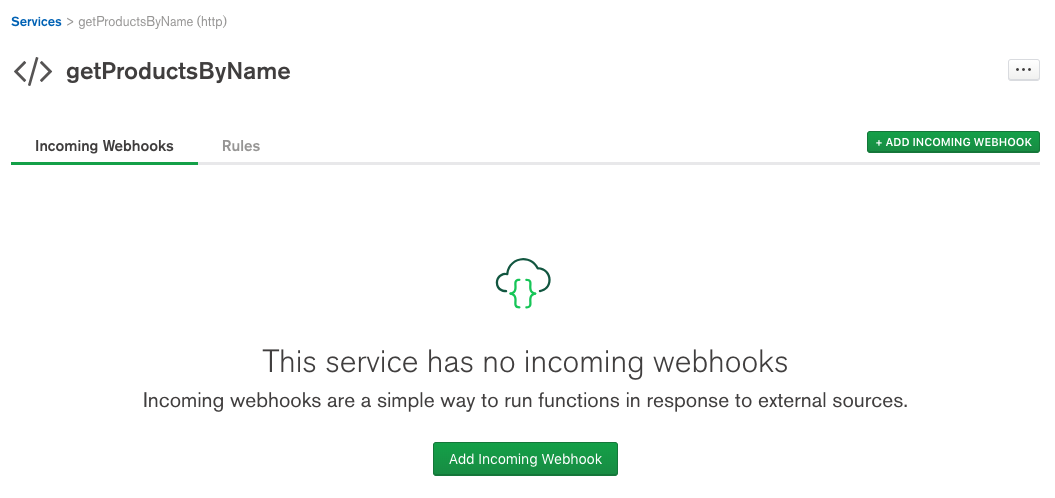 Services > getProductsByName (http)
</> getProductsByName
...
Incoming Webhooks Rules + ADD INCOMING WEBHOOK
{}
This service has no incoming webhooks
Incoming webhooks are a simple way to run functions in response to external sources.
Add Incoming Webhook